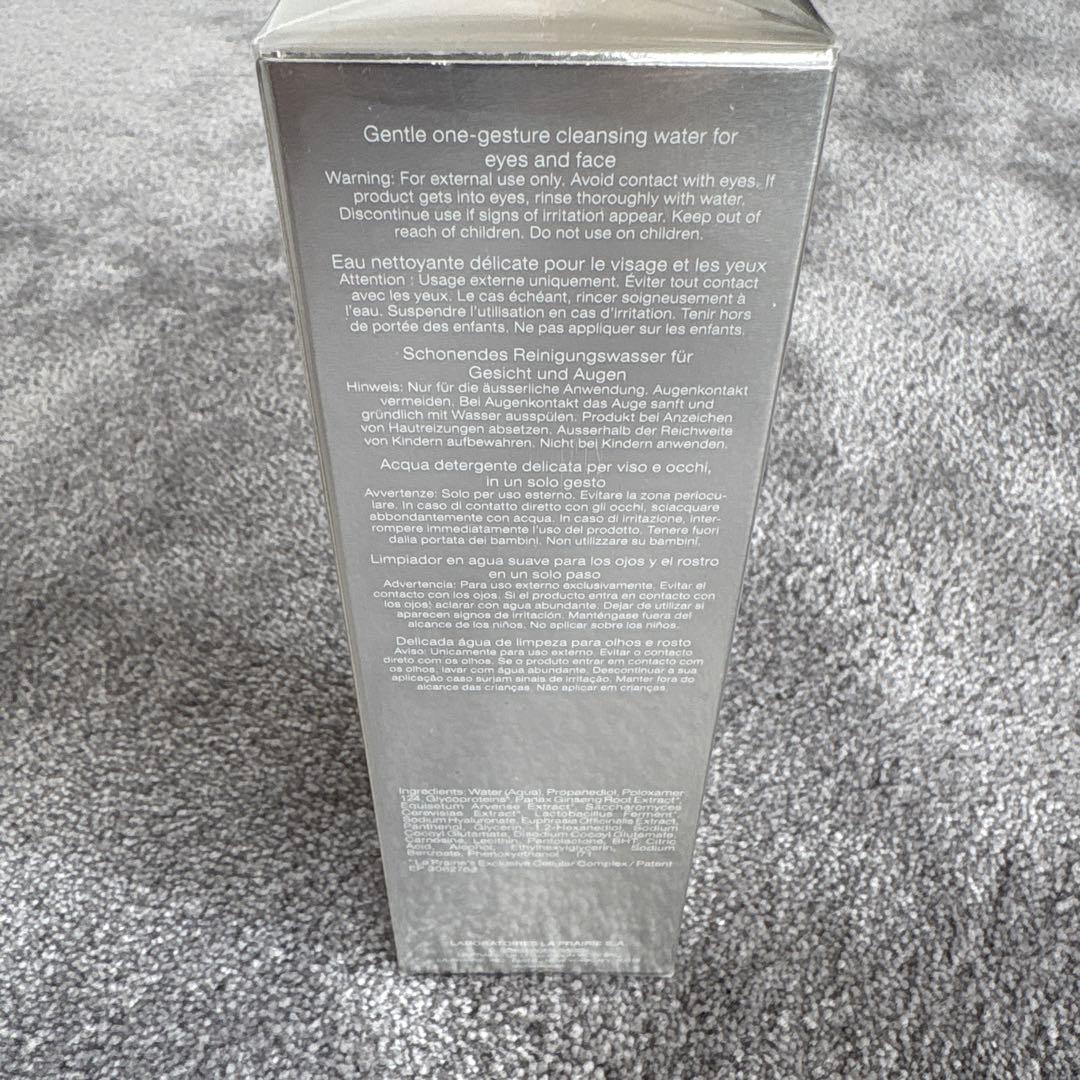 Gentle one-gesture cleansing water for
eyes and face
Warning: For external use only. Avoid contact with eyes. If
product gets into eyes, rinse thoroughly with water.
Discontinue use if signs of irritation appear. Keep out of
reach of children. Do not use on children.
Eau nettoyante délicate pour le visage et les yeux
Attention : Usage externe uniquement. Éviter tout contact
avec les yeux. Le cas échéant, rincer soigneusement à
l'eau. Suspendre l'utilisation en cas d'irritation. Tenir hors
de portée des enfants. Ne pas appliquer sur les enfants.
Schonendes Reinigungswasser für
Gesicht und Augen
Hinweis: Nur für die äusserliche Anwendung. Augenkontakt
vermeiden. Bei Augenkontakt das Auge sanft und
gründlich mit Wasser ausspülen. Produkt bei Anzeichen
von Hautreizungen absetzen. Ausserhalb der Reichweite
von Kindern aufbewahren. Nicht bei Kindern anwenden.
Acqua detergente delicata per viso e occhi,
in un solo gesto
Avvertenze: Solo per uso esterno. Evitare la zona periocu-
lare. In caso di contatto diretto con gli occhi, sciacquare
abbondantemente con acqua. In caso di irritazione, inter-
rompere immediatamente l'uso del prodotto. Tenere fuori
dalla portata dei bambini. Non utilizzare su bambini.
Limpiador en agua suave para los ojos y el rostro
en un solo paso
Advertencia: Para uso externo exclusivamente. Evitar el
contacto con los ojos. Si el producto entra en contacto con
los ojos, aclarar con agua abundante. Dejar de utilizar si
aparecen signos de irritación. Manténgase fuera del
alcance de los niños. No aplicar sobre los niños.
Delicada água de limpeza para olhos e rosto
Aviso: Unicamente para uso externo. Evitar o contacto
direto com os olhos. Se o produto entrar em contacto com
os olhos, lavar com água abundante. Descontinuar a sua
aplicação caso surjam sinais de irritação. Manter fora do
alcance das crianças. Não aplicar em crianças.
Ingredients: Water (Aqua), Propanediol, Poloxamer
124, Glycoproteins*, Panax Ginseng Root Extract*,
Equisetum Arvense Extract*, Saccharomyces
Cerevisiae Extract*, Lactobacillus Ferment*,
Sodium Hyaluronate, Euphrasia Officinalis Extract,
Panthenol, Glycerin, 1,2-Hexanediol, Sodium
Cocoyl Glutamate, Disodium Cocoyl Glutamate,
Carnosine, Lecithin, Pantolactone, BHT, Citric
Acid, Alcohol, Ethylhexylglycerin, Sodium
Benzoate, Phenoxyethanol
*La Prairie's Exclusive Cellular Complex / Patent
EP 3062763
LABORATOIRES LA PRAIRIE S.A.